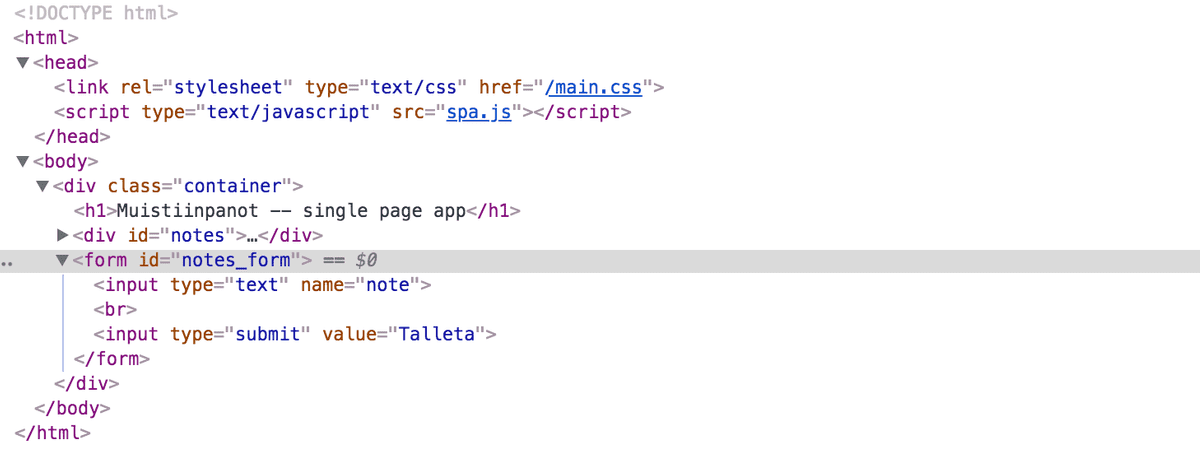 <!DOCTYPE html>
<html>
▼<head>
<link rel="stylesheet" type="text/css" href="/main.css">
<script type="text/javascript" src="spa.js"></script>
</head>
▼<body>
▼<div class="container">
<h1>Muistiinpanot -- single page app</h1>
▶<div id="notes">…</div>
..▼<form id="notes_form"> == $0
<input type="text" name="note">
<br>
<input type="submit" value="Talleta">
</form>
</div>
</body>
</html>